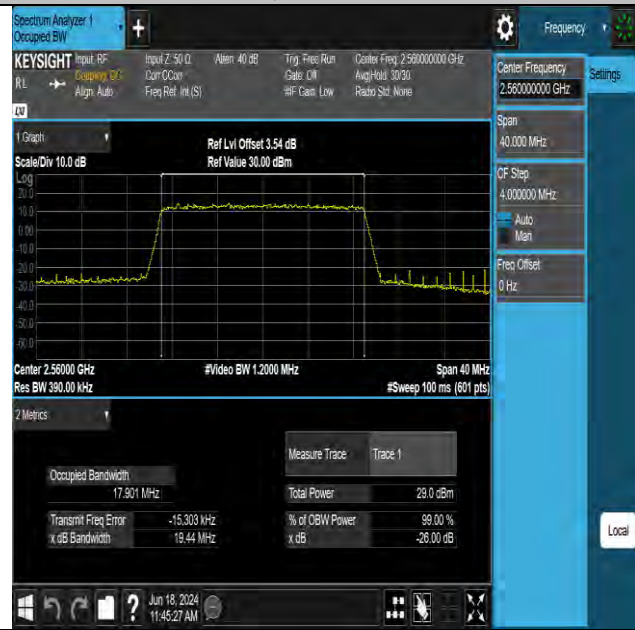 Spectrum Analyzer 1
Occupied BW
+
Frequency
KEYSIGHT
RL
Input: RF
Coupling: DC
Align: Auto
Input Z: 50 Ω
Corr CCorr
Freq Ref: Int (S)
Atten: 40 dB
Trig: Free Run
Gate: Off
#IF Gain: Low
Center Freq: 2.560000000 GHz
Avg|Hold: 30/30
Radio Std: None
LXI
1 Graph
Scale/Div 10.0 dB
Ref Lvl Offset 3.54 dB
Ref Value 30.00 dBm
Log
20.0
10.0
0.00
-10.0
-20.0
-30.0
-40.0
-50.0
-60.0
Center 2.56000 GHz
Res BW 390.00 kHz
#Video BW 1.2000 MHz
Span 40 MHz
#Sweep 100 ms (601 pts)
2 Metrics
Measure Trace Trace 1
Occupied Bandwidth
17.901 MHz
Total Power 29.0 dBm
Transmit Freq Error -15.303 kHz
% of OBW Power 99.00 %
x dB Bandwidth 19.44 MHz
x dB -26.00 dB
Center Frequency
2.560000000 GHz
Span
40.000 MHz
CF Step
4.000000 MHz
Auto
Man
Freq Offset
0 Hz
Settings
Local
?
Jun 18, 2024
11:45:27 AM